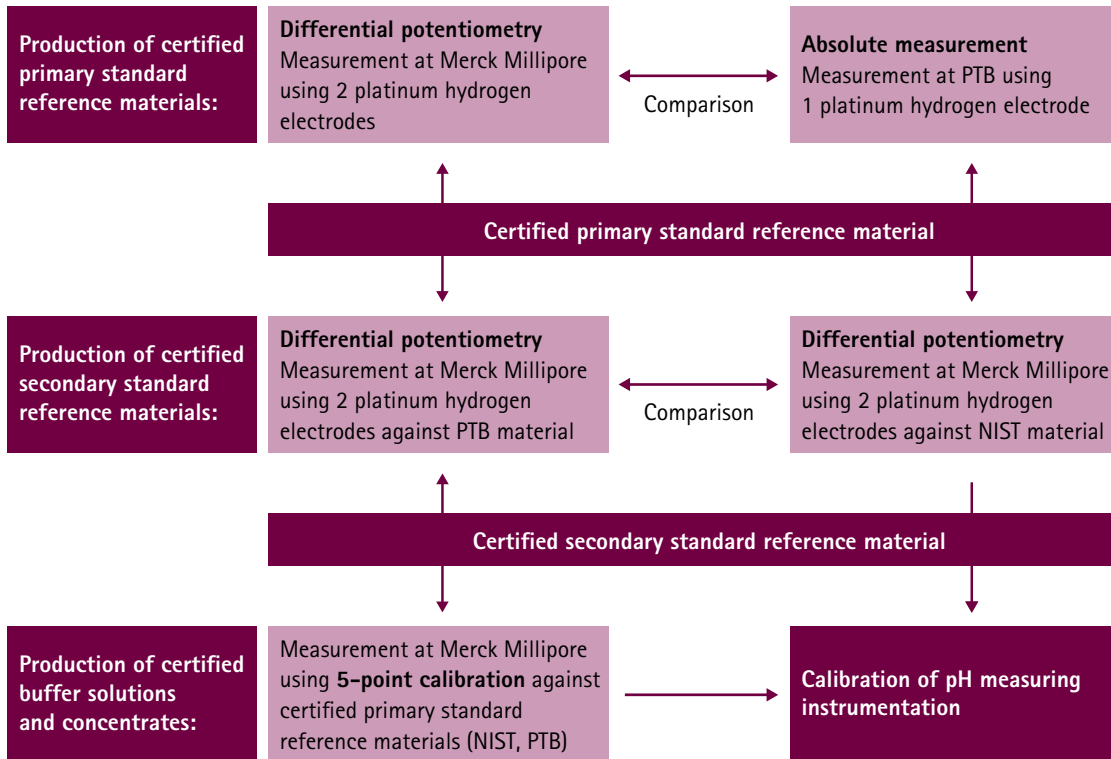 Production of certified
primary standard
reference materials:
Differential potentiometry
Measurement at Merck Millipore
using 2 platinum hydrogen
electrodes
Comparison
Absolute measurement
Measurement at PTB using
1 platinum hydrogen electrode
Certified primary standard reference material
Production of certified
secondary standard
reference materials:
Differential potentiometry
Measurement at Merck Millipore
using 2 platinum hydrogen
electrodes against PTB material
Comparison
Differential potentiometry
Measurement at Merck Millipore
using 2 platinum hydrogen
electrodes against NIST material
Certified secondary standard reference material
Production of certified
buffer solutions
and concentrates:
Measurement at Merck Millipore
using 5-point calibration against
certified primary standard
reference materials (NIST, PTB)
Calibration of pH measuring
instrumentation